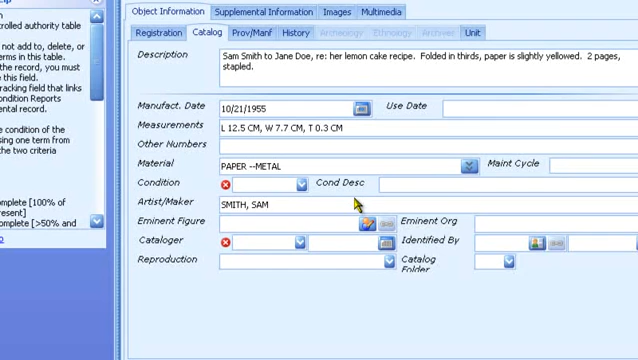 n
ntrolled authority table
not add to, delete, or
terms in this table.
the record, you must
this field.
racking field that links
Condition Reports
ental record.
e condition of the
sing one term from
the two criteria
mplete [100% of
resent]
mplete [>50% and
Object Information Supplemental Information Images Multimedia
Registration Catalog Prov/Manf History Archeology Ethnology Archives Unit
Description Sam Smith to Jane Doe, re: her lemon cake recipe. Folded in thirds, paper is slightly yellowed. 2 pages,
stapled.
Manufact. Date 10/21/1955 Use Date
Measurements L 12.5 CM, W 7.7 CM, T 0.3 CM
Other Numbers
Material PAPER --METAL Maint Cycle
Condition Cond Desc
Artist/Maker SMITH, SAM
Eminent Figure Eminent Org
Cataloger Identified By
Reproduction Catalog
Folder